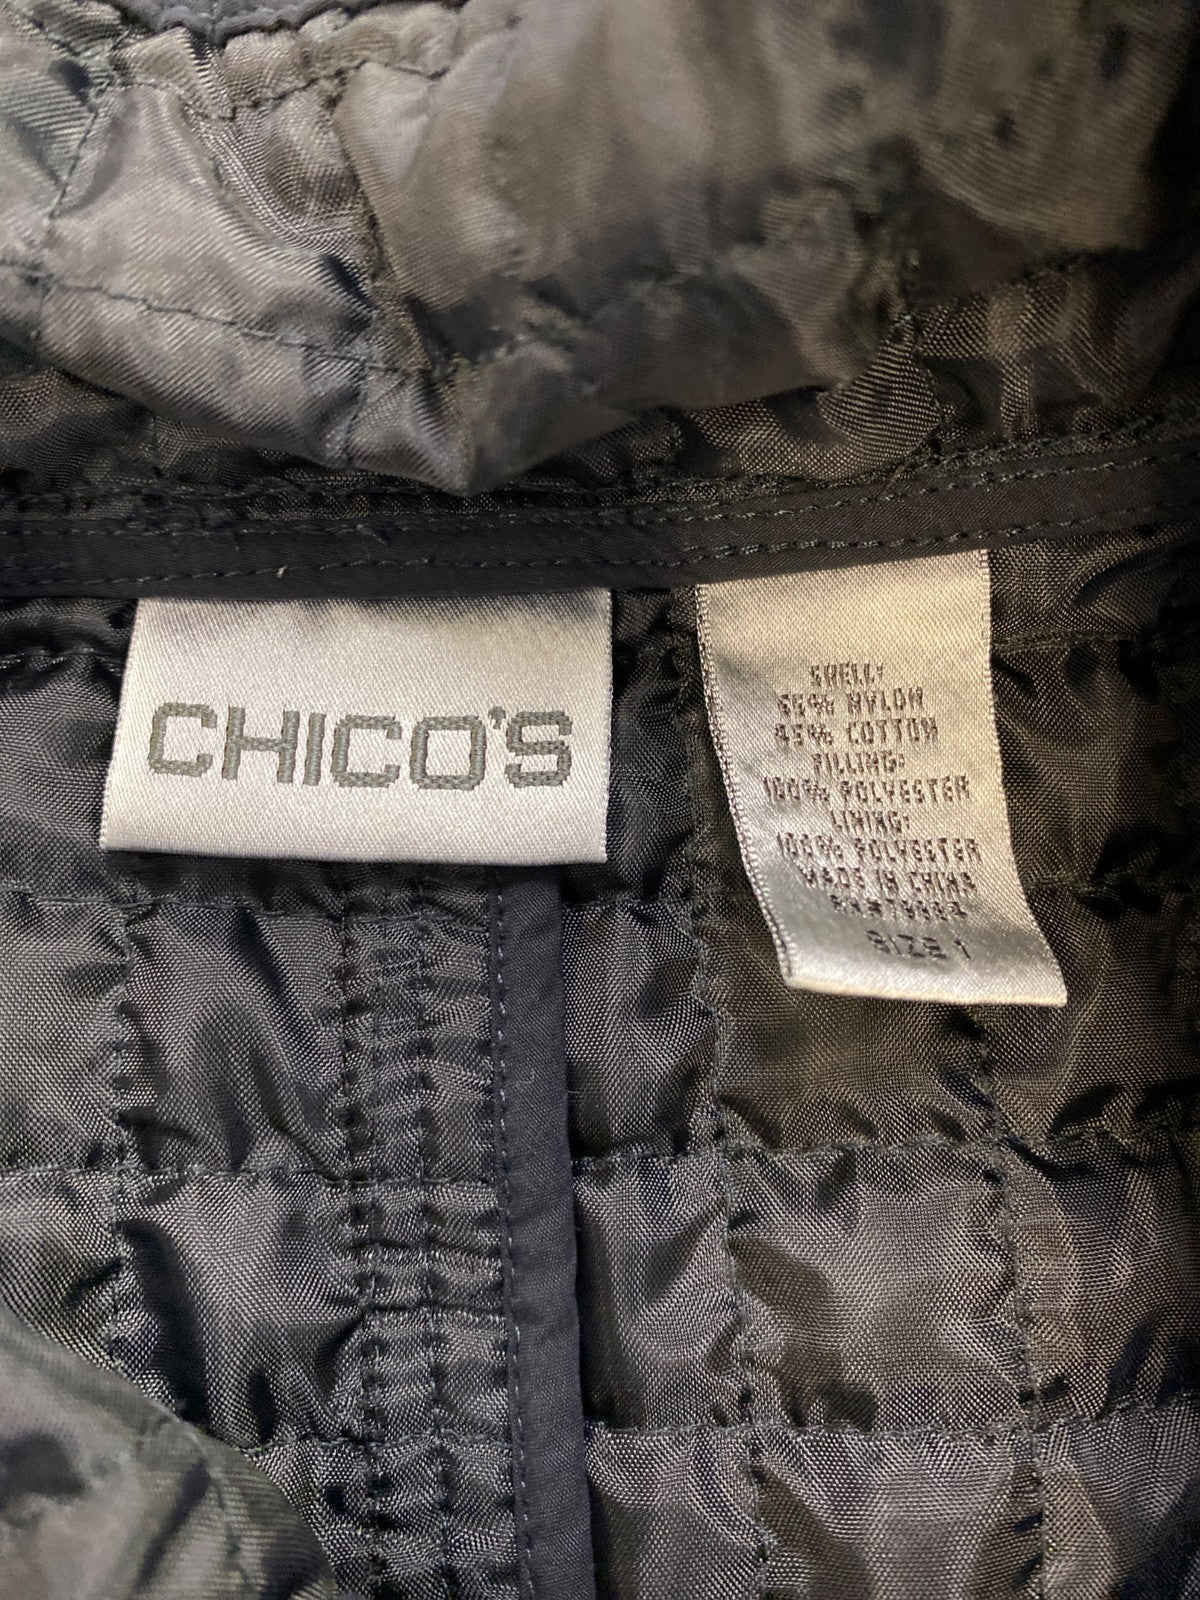 CHICO'S
SHELL:
55% NYLON
45% COTTON
FILLING:
100% POLYESTER
LINING:
100% POLYESTER
MADE IN CHINA
SIZE 1